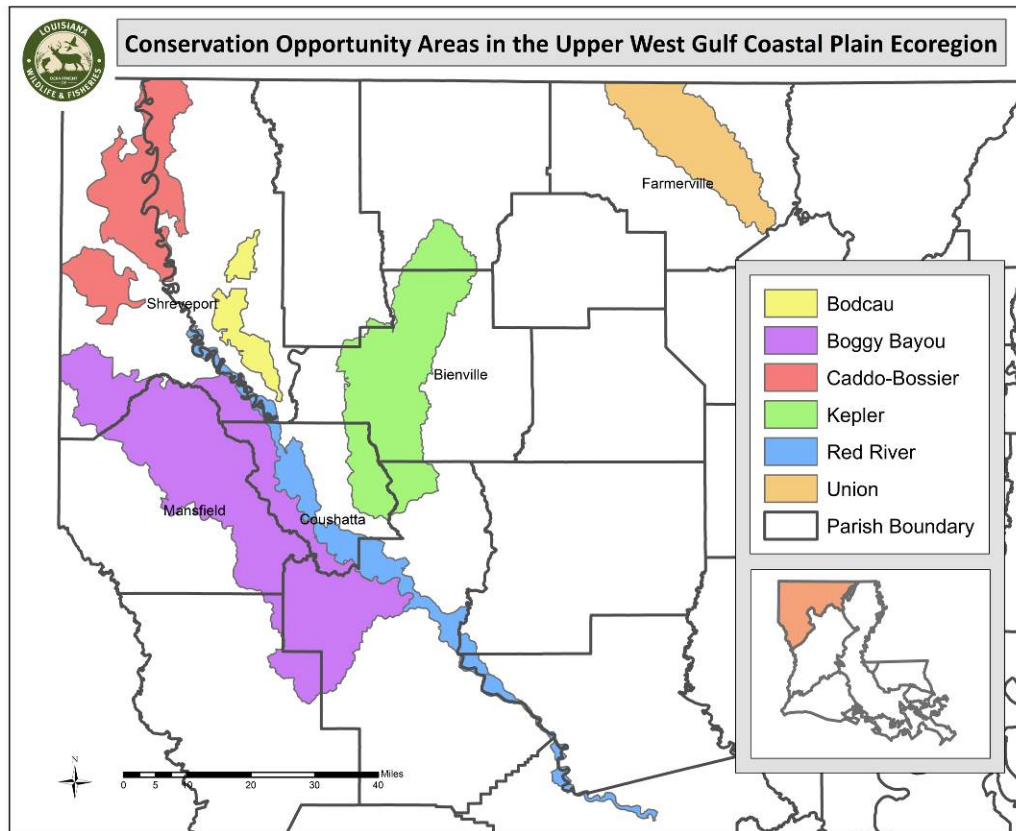 LOUISIANA
WILDLIFE & FISHERIES
Conservation Opportunity Areas in the Upper West Gulf Coastal Plain Ecoregion
Farmerville
Shreveport
Bienville
Mansfield
Coushatta
Bodcau
Boggy Bayou
Caddo-Bossier
Kepler
Red River
Union
Parish Boundary
N
Miles
0 5 10 20 30 40